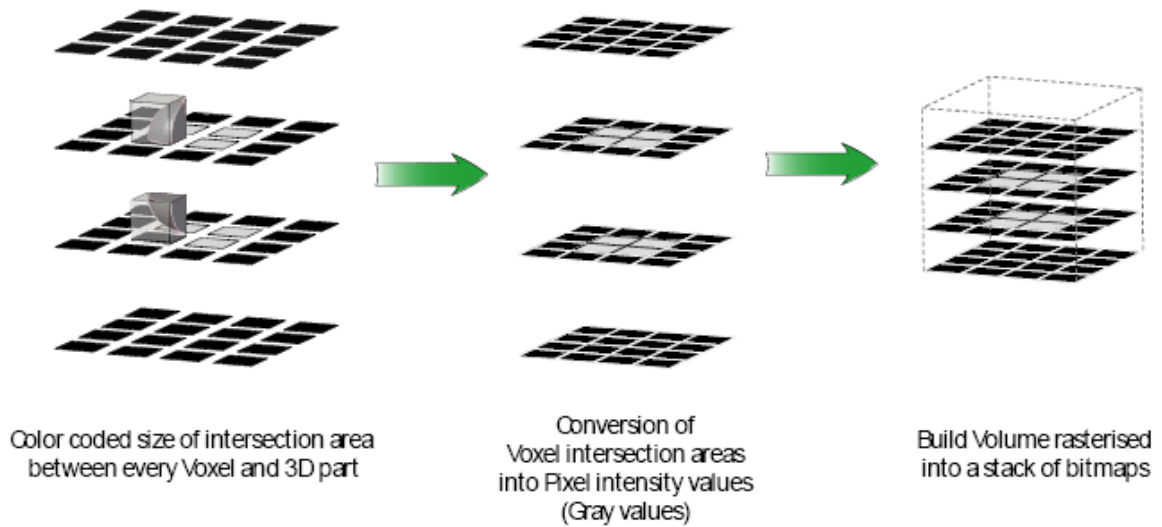 Color coded size of intersection area
between every Voxel and 3D part
Conversion of
Voxel intersection areas
into Pixel intensity values
(Gray values)
Build Volume rasterised
into a stack of bitmaps